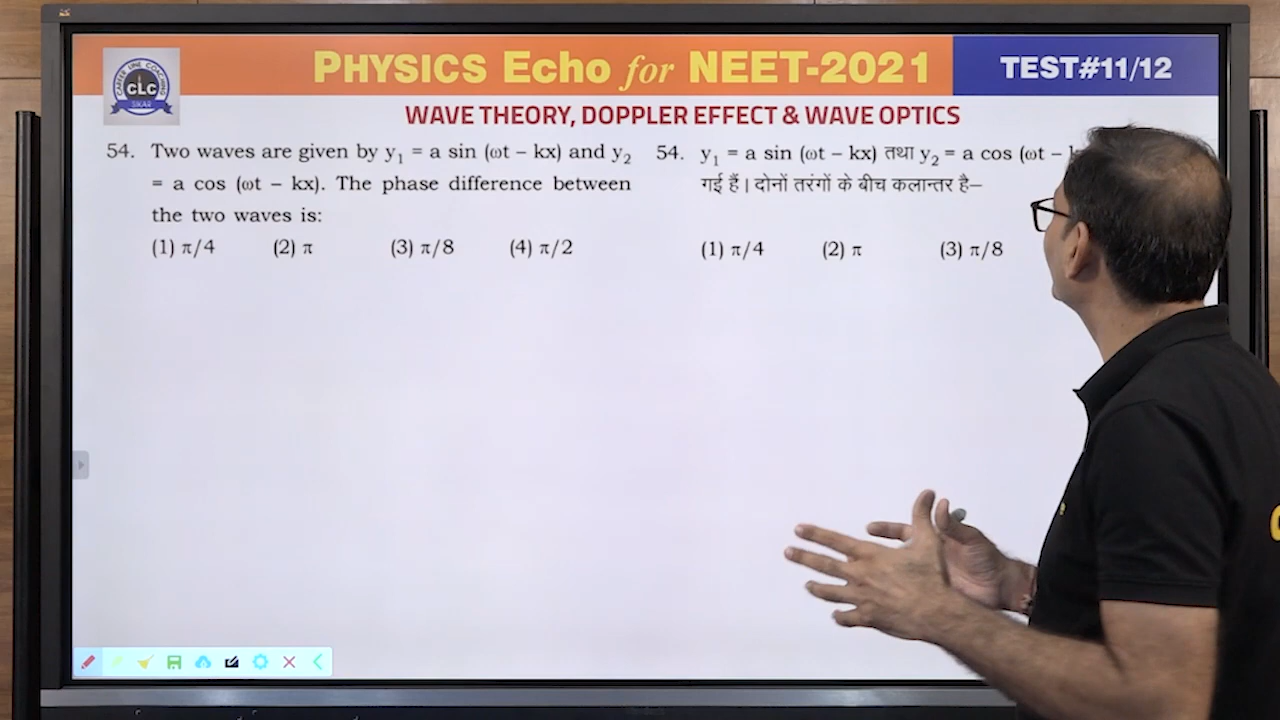 CAREER LINE COACHING
CLC
SIKAR
PHYSICS Echo for NEET-2021
TEST#11/12
WAVE THEORY, DOPPLER EFFECT & WAVE OPTICS
54. Two waves are given by y₁ = a sin (ωt – kx) and y₂
= a cos (ωt – kx). The phase difference between
the two waves is:
(1) π/4 (2) π (3) π/8 (4) π/2
54. y₁ = a sin (ωt – kx) तथा y₂ = a cos (ωt –
गई हैं। दोनों तरंगों के बीच कलान्तर है–
(1) π/4 (2) π (3) π/8